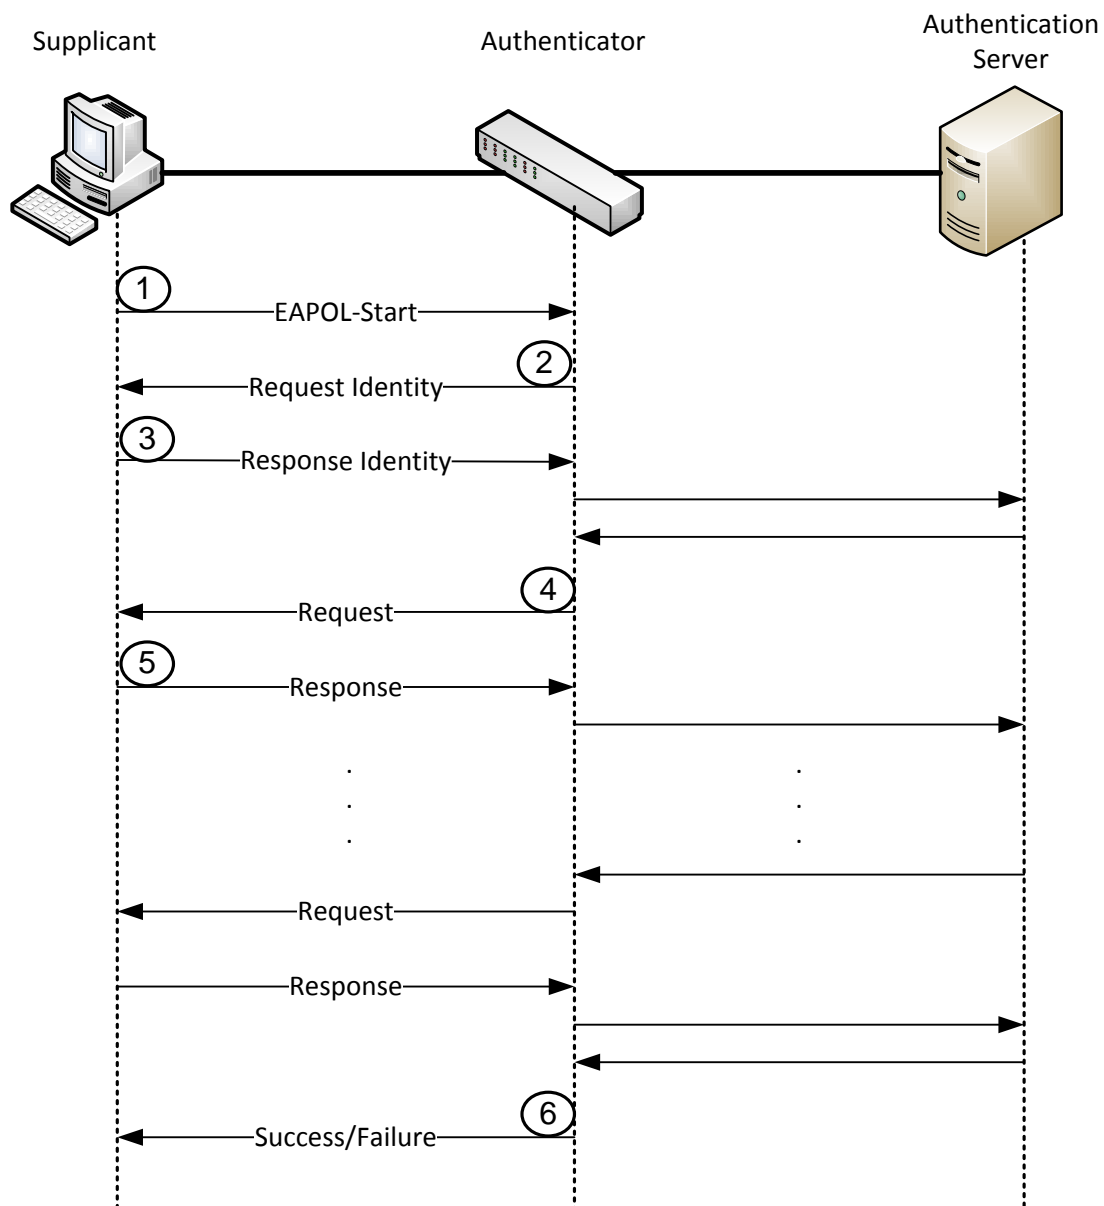 Supplicant
Authenticator
Authentication
Server
1
EAPOL-Start
2
Request Identity
3
Response Identity
4
Request
5
Response
.
.
.
.
.
.
Request
Response
6
Success/Failure